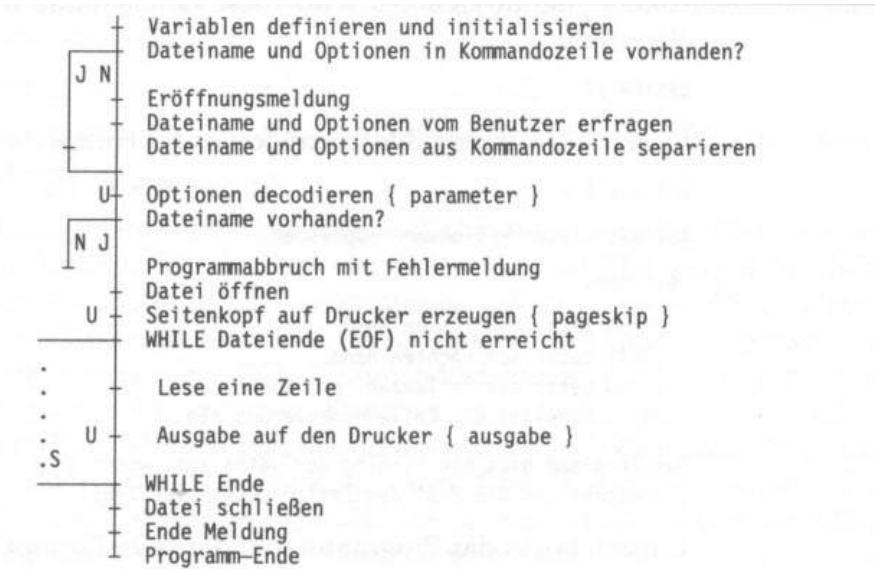 Variablen definieren und initialisieren
Dateiname und Optionen in Kommandozeile vorhanden?
J N
Eröffnungsmeldung
Dateiname und Optionen vom Benutzer erfragen
Dateiname und Optionen aus Kommandozeile separieren
U Optionen decodieren { parameter }
Dateiname vorhanden?
N J
Programmabbruch mit Fehlermeldung
Datei öffnen
U Seitenkopf auf Drucker erzeugen { pageskip }
WHILE Dateiende (EOF) nicht erreicht
Lese eine Zeile
U Ausgabe auf den Drucker { ausgabe }
.S
WHILE Ende
Datei schließen
Ende Meldung
Programm-Ende